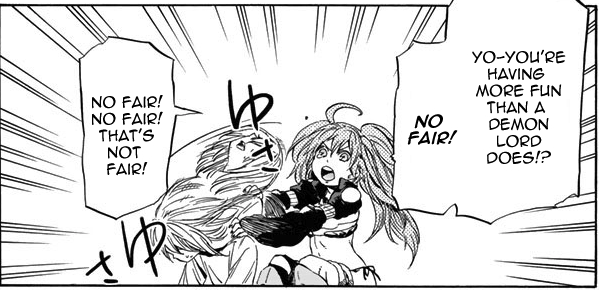 YO-YOU'RE
HAVING
MORE FUN
THAN A
DEMON
LORD
DOES!?
NO
FAIR!
NO FAIR!
NO FAIR!
THAT'S
NOT
FAIR!
ゆ
ゆ